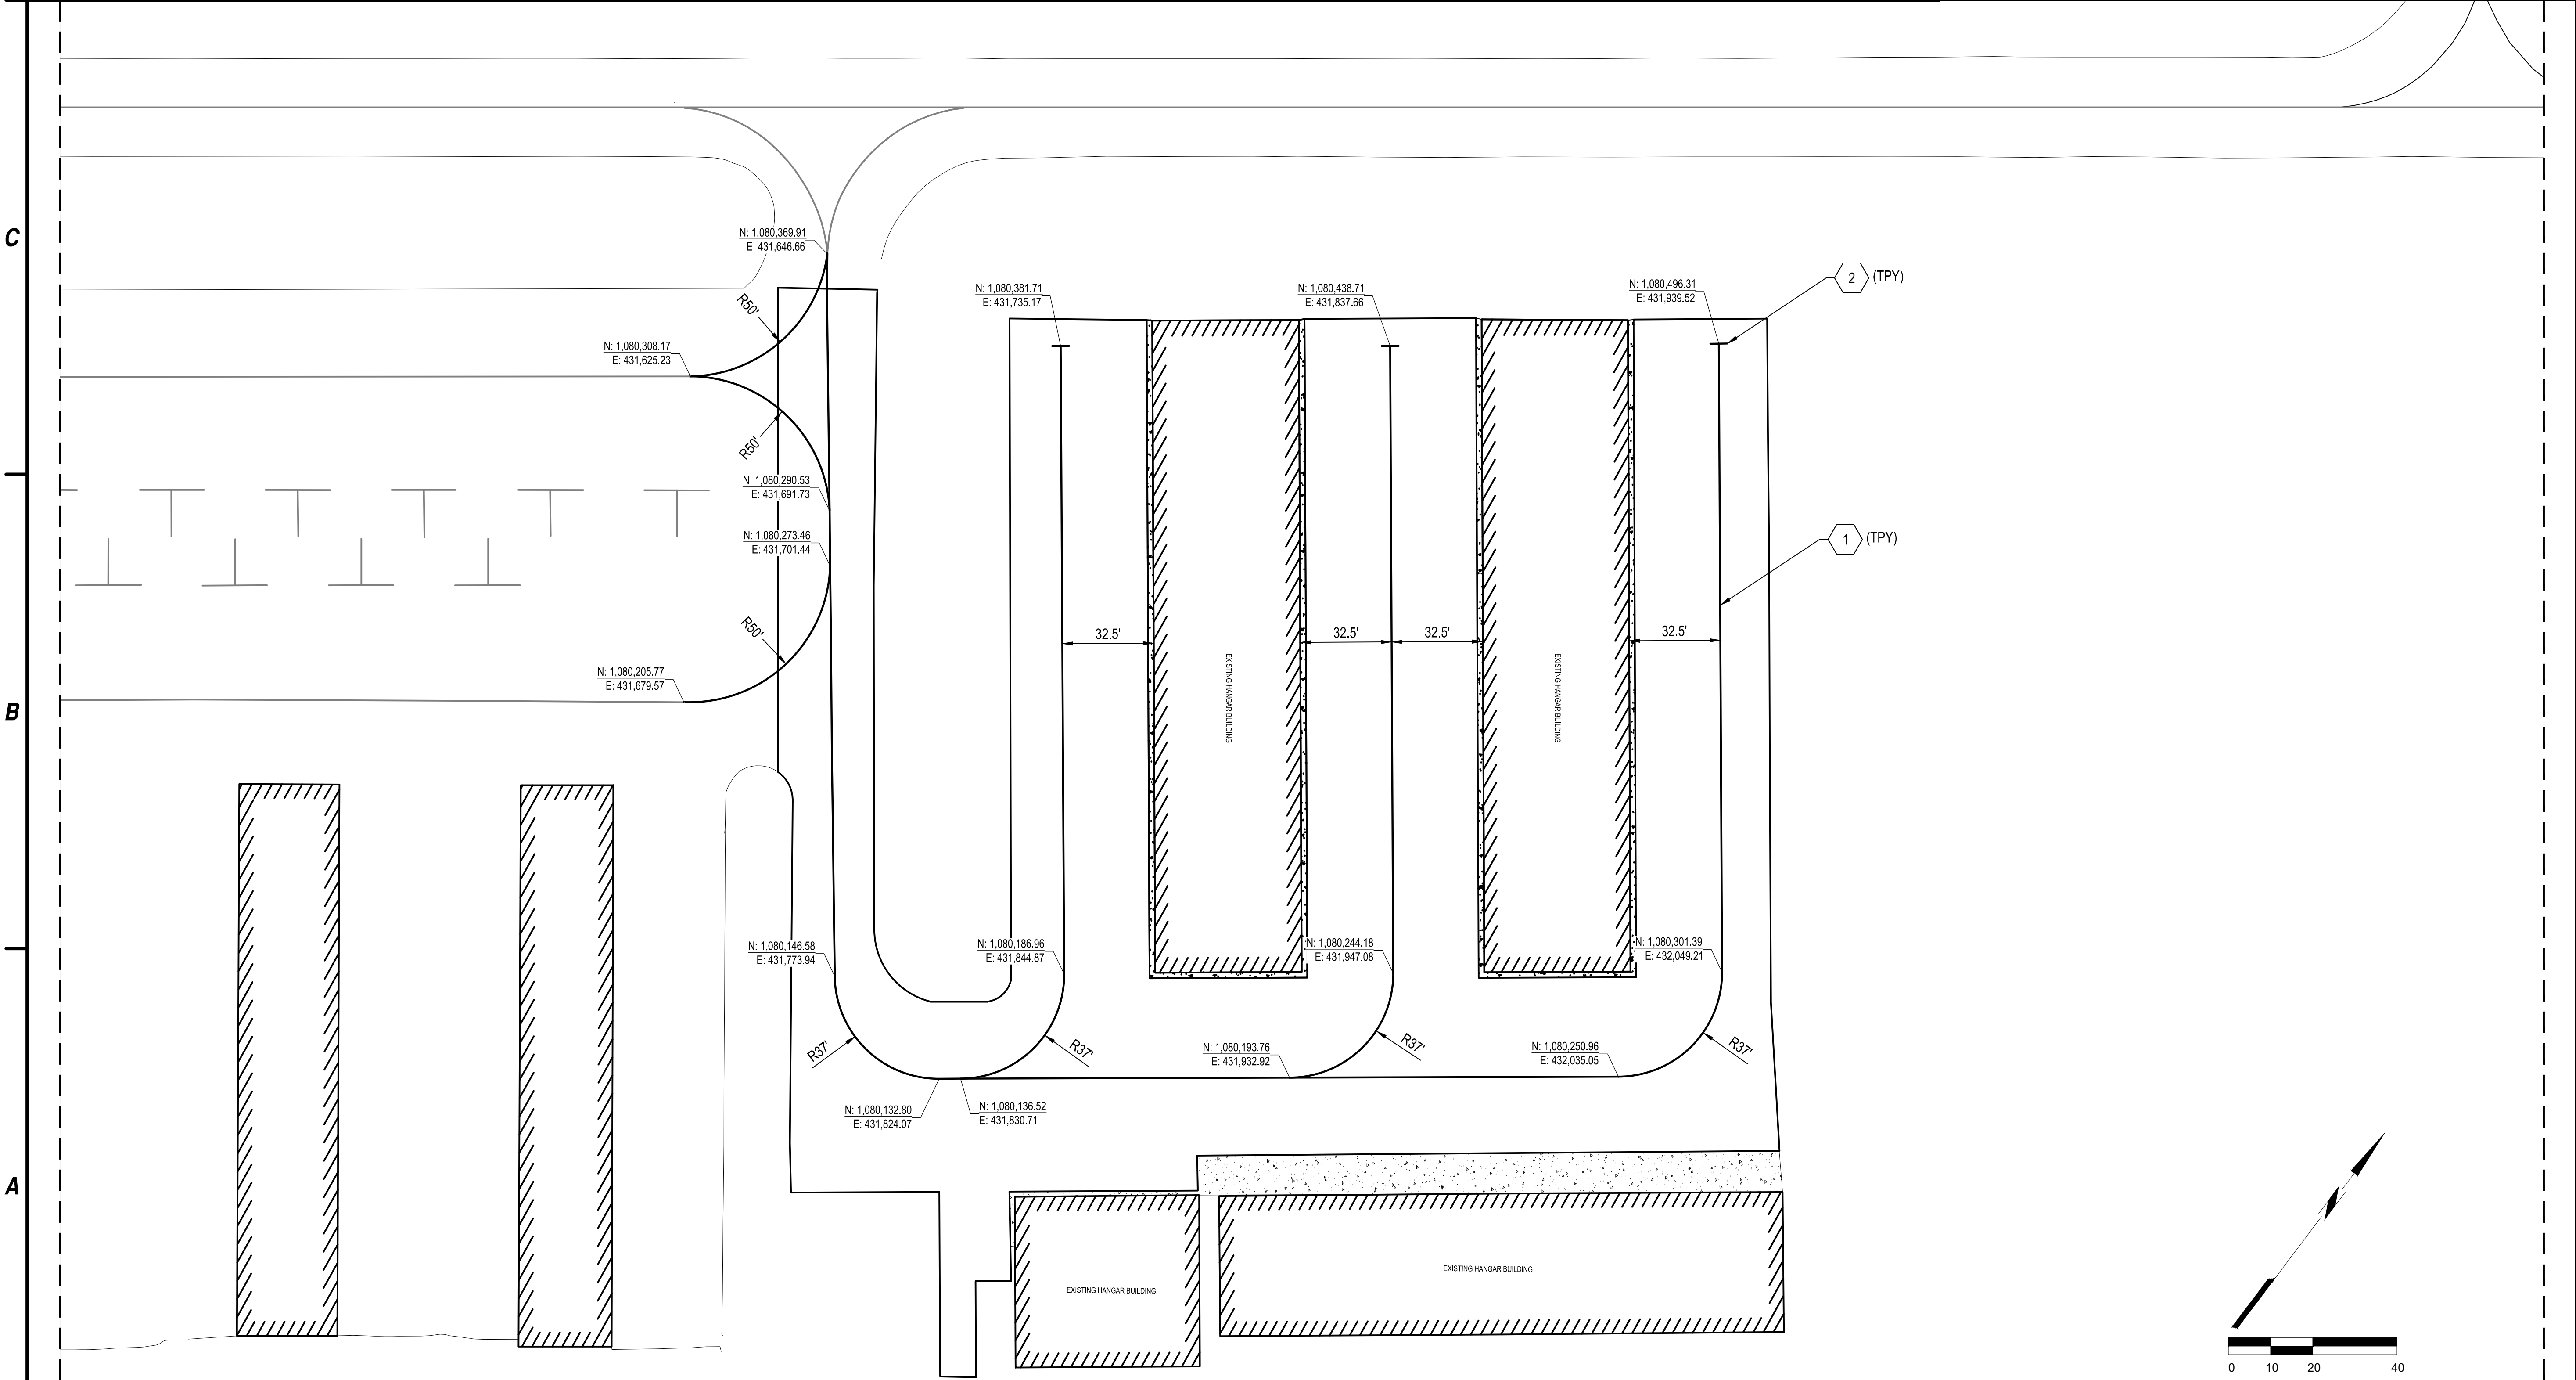 C
N: 1,080,369.91
E: 431,646.66
2
(TPY)
N: 1,080,381.71
E: 431,735.17
N: 1,080,438.71
E: 431,837.66
N: 1,080,496.31
E: 431,939.52
R50'
N: 1,080,308.17
E: 431,625.23
R50'
N: 1,080,290.53
E: 431,691.73
N: 1,080,273.46
E: 431,701.44
1
(TPY)
R50'
32.5'
32.5'
32.5'
32.5'
N: 1,080,205.77
E: 431,679.57
EXISTING HANGAR BUILDING
EXISTING HANGAR BUILDING
B
N: 1,080,146.58
E: 431,773.94
N: 1,080,186.96
E: 431,844.87
N: 1,080,244.18
E: 431,947.08
N: 1,080,301.39
E: 432,049.21
R37'
R37'
R37'
R37'
N: 1,080,193.76
E: 431,932.92
N: 1,080,250.96
E: 432,035.05
N: 1,080,132.80
E: 431,824.07
N: 1,080,136.52
E: 431,830.71
A
EXISTING HANGAR BUILDING
EXISTING HANGAR BUILDING
0 10 20 40